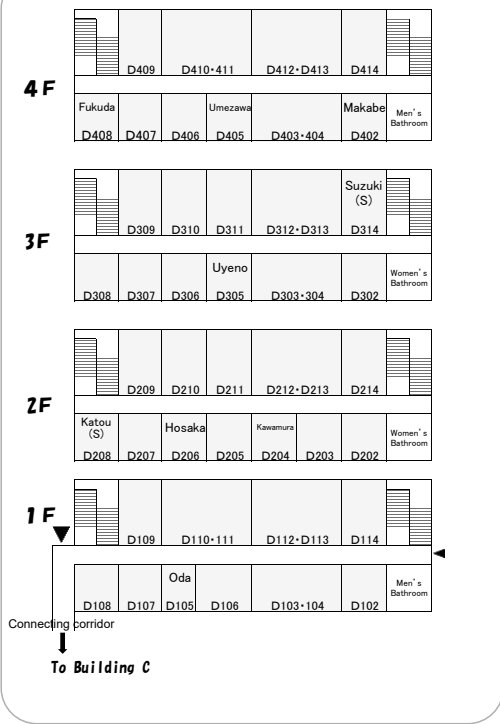 4F
D409 D410・411 D412・D413 D414
Fukuda Umezawa Makabe Men's
Bathroom
D408 D407 D406 D405 D403・404 D402
3F
Suzuki
(S)
D309 D310 D311 D312・D313 D314
Uyeno Women's
Bathroom
D308 D307 D306 D305 D303・304 D302
2F
D209 D210 D211 D212・D213 D214
Katou
(S) Hosaka Kawamura Women's
Bathroom
D208 D207 D206 D205 D204 D203 D202
1F
D109 D110・111 D112・D113 D114
Oda Men's
Bathroom
D108 D107 D105 D106 D103・104 D102
Connecting corridor
To Building C